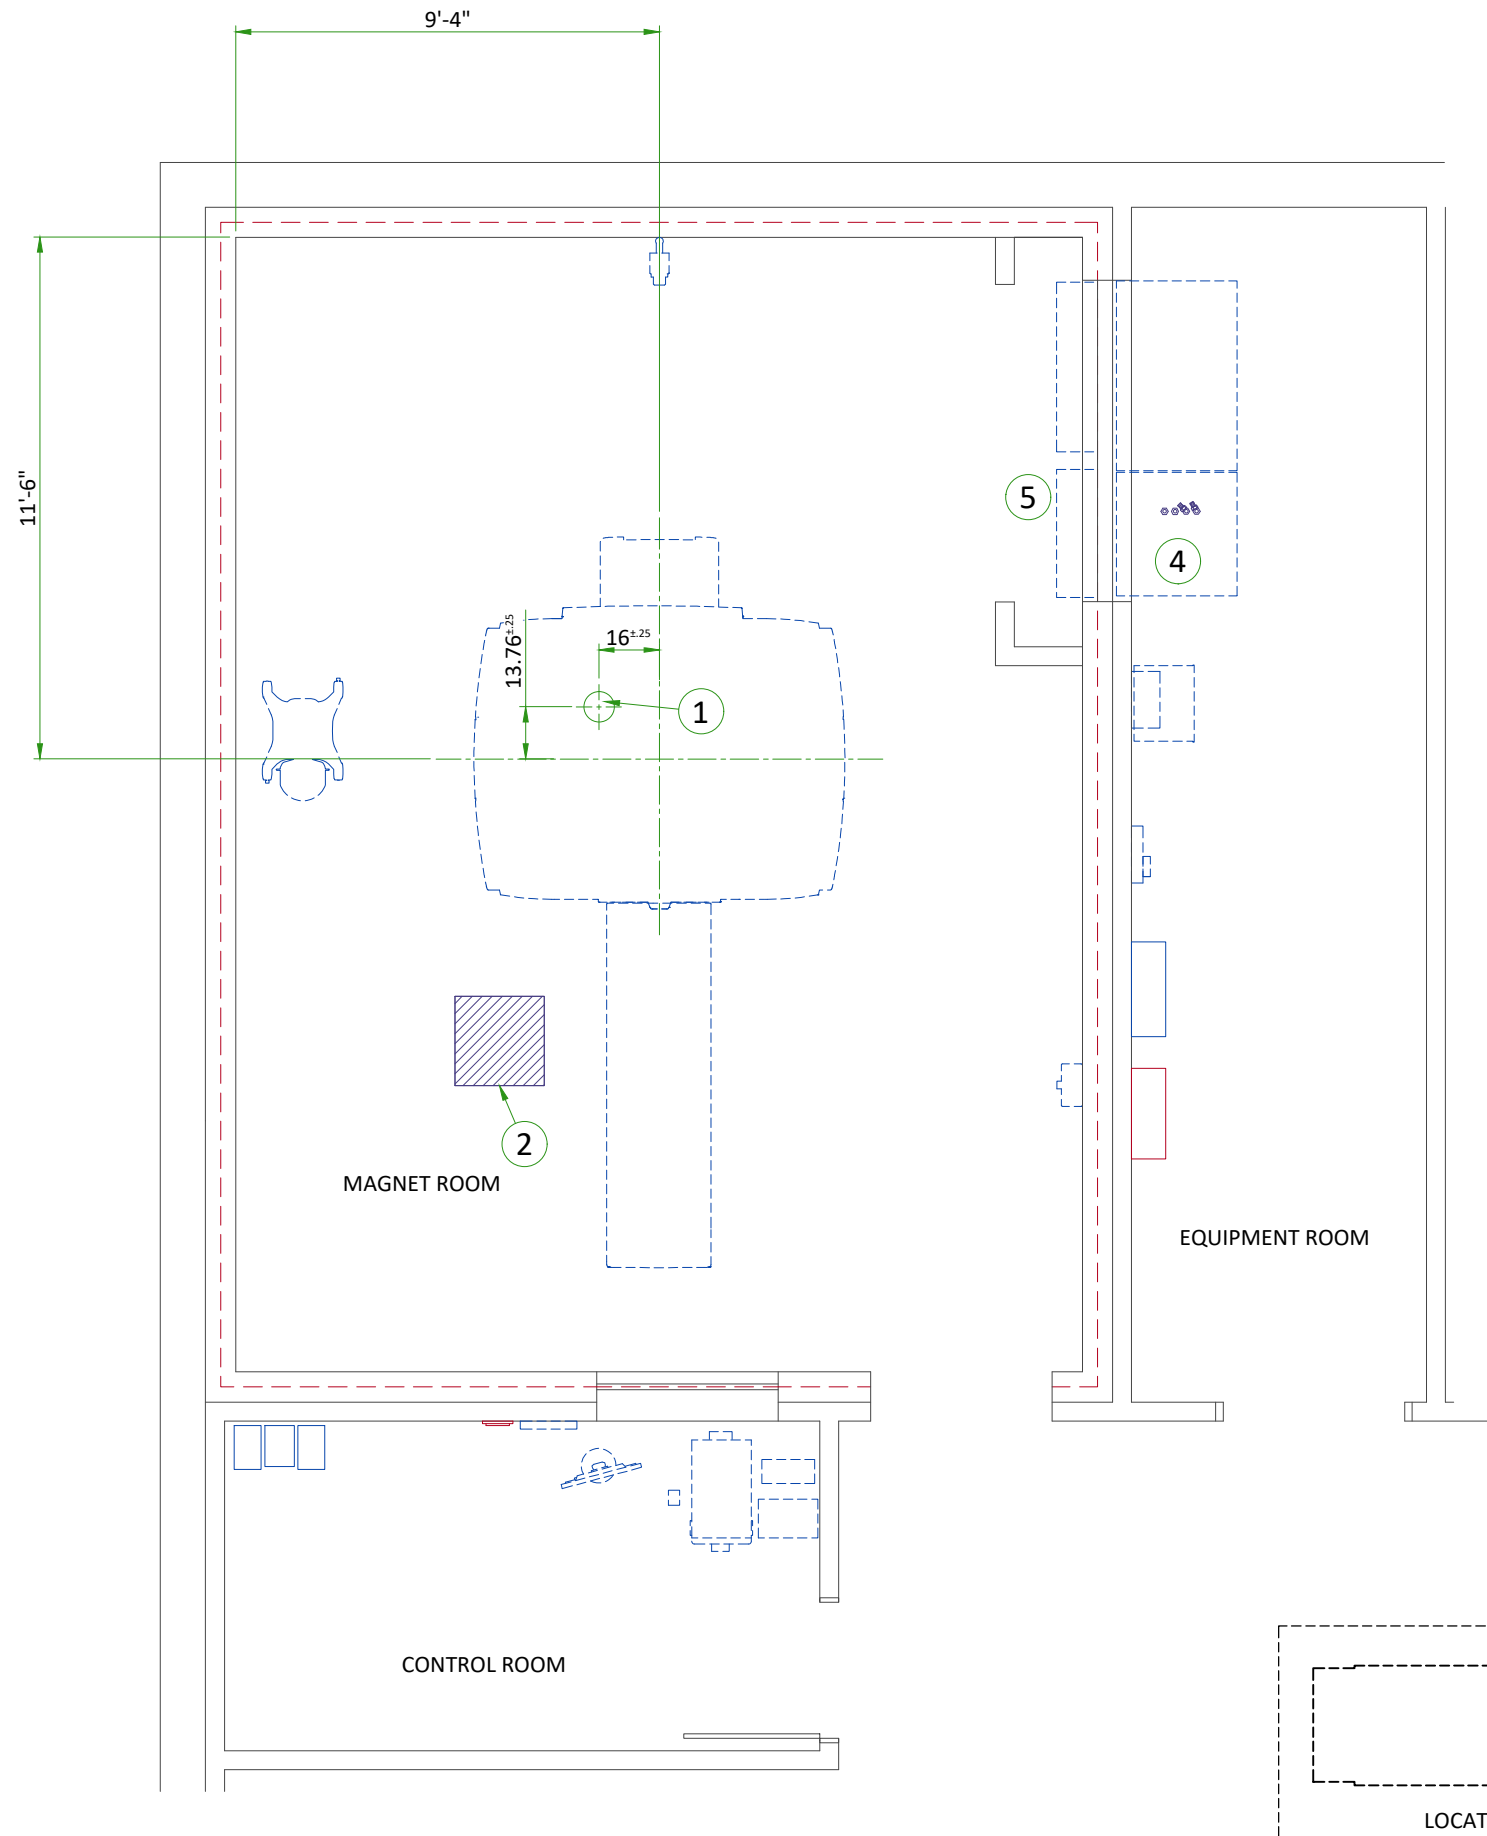 9'-4"
11'-6"
5
4
13.76±.25
16±.25
1
2
MAGNET ROOM
EQUIPMENT ROOM
CONTROL ROOM
LOCAT